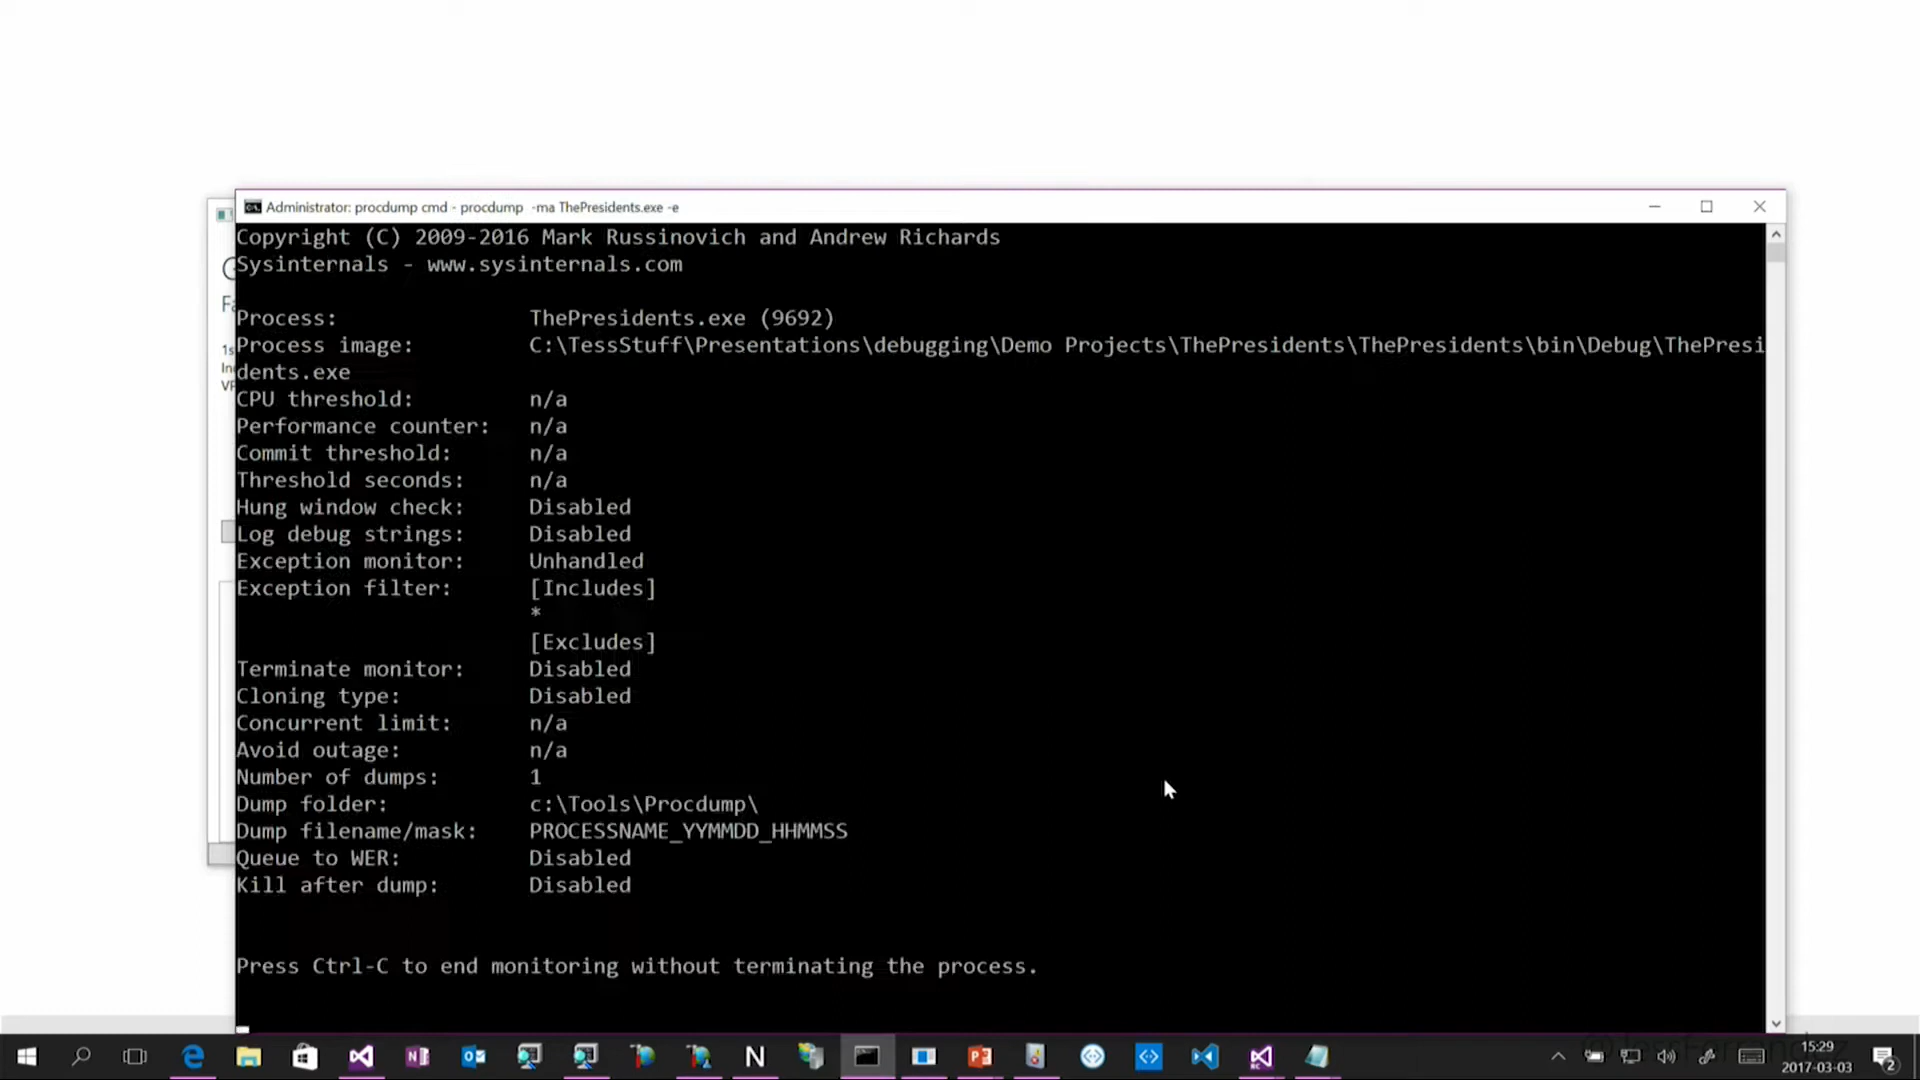 Administrator: procdump cmd - procdump  -ma ThePresidents.exe -e
Copyright (C) 2009-2016 Mark Russinovich and Andrew Richards
Sysinternals - www.sysinternals.com
Process: ThePresidents.exe (9692)
Process image: C:\TessStuff\Presentations\debugging\Demo Projects\ThePresidents\ThePresidents\bin\Debug\ThePresi
dents.exe
CPU threshold: n/a
Performance counter: n/a
Commit threshold: n/a
Threshold seconds: n/a
Hung window check: Disabled
Log debug strings: Disabled
Exception monitor: Unhandled
Exception filter: [Includes]
*
[Excludes]
Terminate monitor: Disabled
Cloning type: Disabled
Concurrent limit: n/a
Avoid outage: n/a
Number of dumps: 1
Dump folder: c:\Tools\Procdump\
Dump filename/mask: PROCESSNAME_YYMMDD_HHMMSS
Queue to WER: Disabled
Kill after dump: Disabled
Press Ctrl-C to end monitoring without terminating the process.
15:29
2017-03-03
2